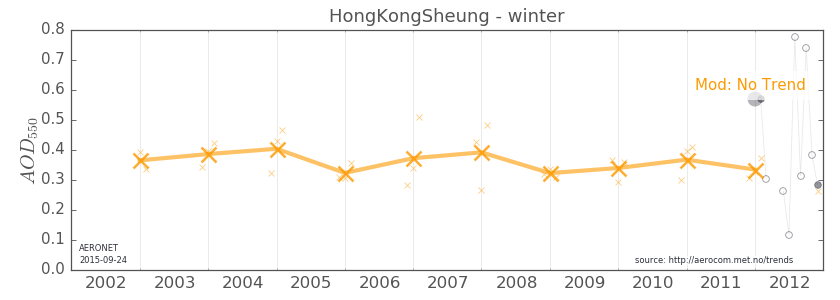 HongKongSheung - winter
0.8
0.7
0.6
0.5
0.4
0.3
0.2
0.1
0.0
AOD550
Mod: No Trend
AERONET
2015-09-24
source: http://aerocom.met.no/trends
2002 2003 2004 2005 2006 2007 2008 2009 2010 2011 2012